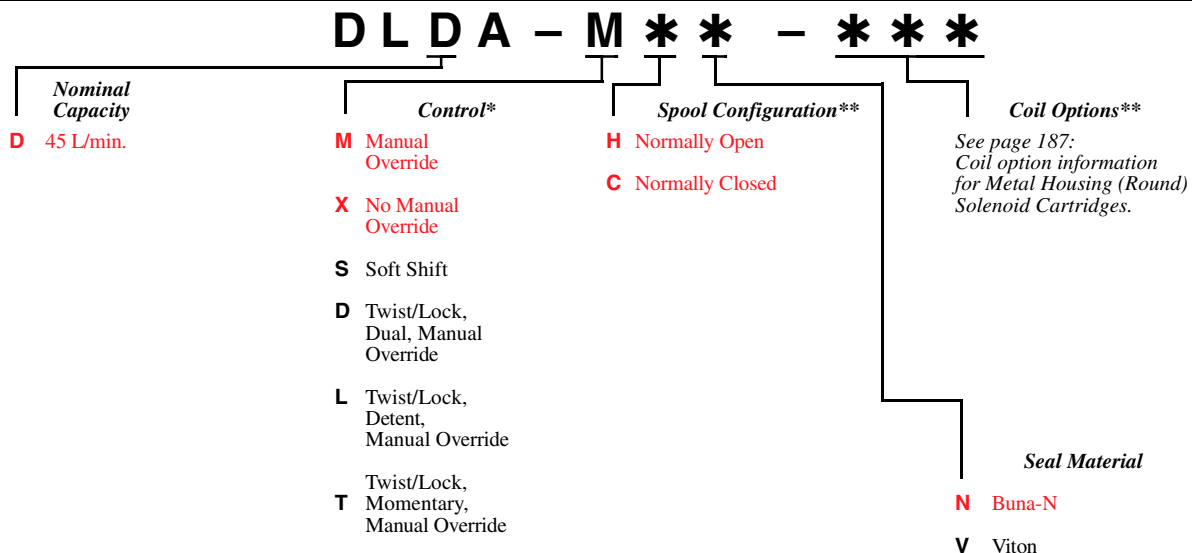 D L D A – M ✱ ✱ – ✱ ✱ ✱
Nominal
Capacity
D 45 L/min.
Control*
M Manual
Override
X No Manual
Override
S Soft Shift
D Twist/Lock,
Dual, Manual
Override
L Twist/Lock,
Detent,
Manual Override
Twist/Lock,
T Momentary,
Manual Override
Spool Configuration**
H Normally Open
C Normally Closed
Coil Options**
See page 187:
Coil option information
for Metal Housing (Round)
Solenoid Cartridges.
Seal Material
N Buna-N
V Viton